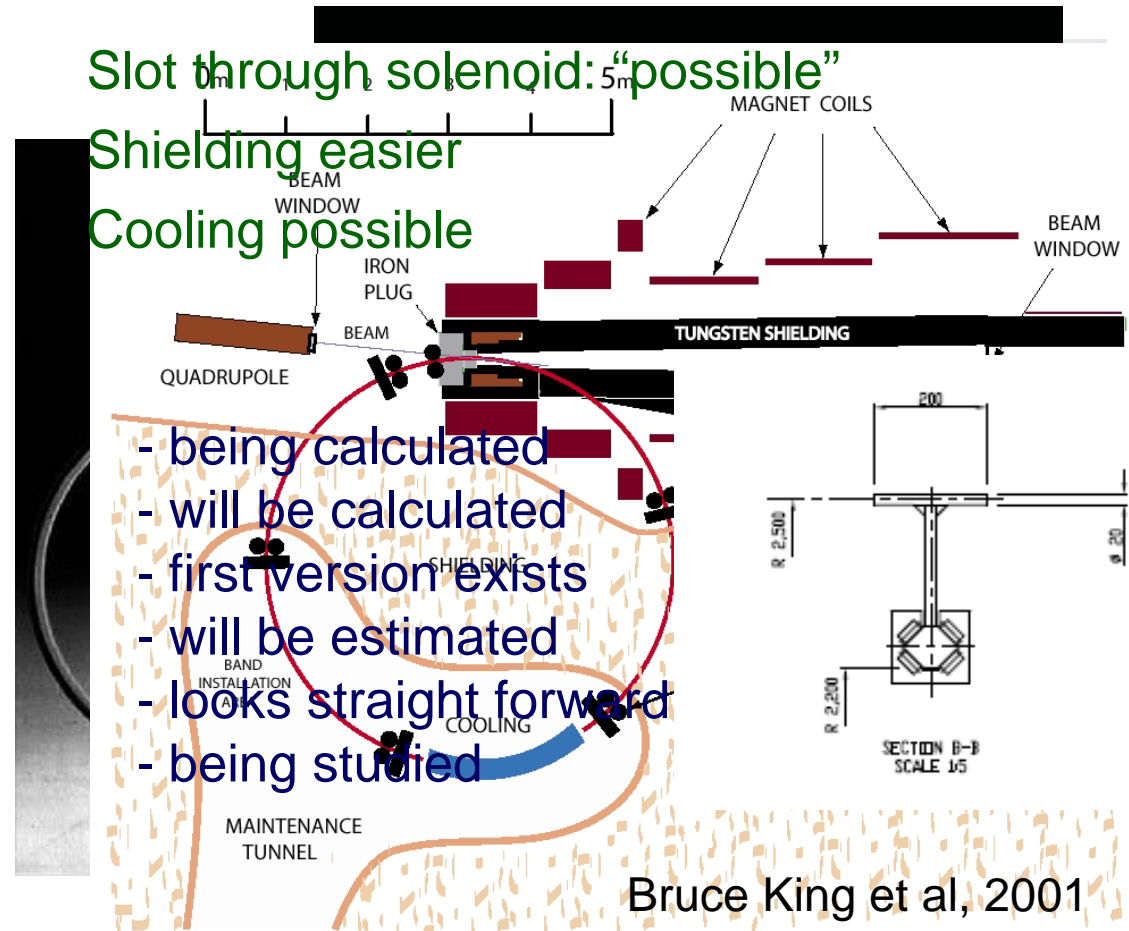 Slot through solenoid: “possible”
0m 1 2 3 4 5m
MAGNET COILS
Shielding easier
BEAM
WINDOW
Cooling possible
BEAM
WINDOW
IRON
PLUG
BEAM
TUNGSTEN SHIELDING
QUADRUPOLE
200
- being calculated
- will be calculated
R 2,500
ø 20
- first version exists
SHIELDING
- will be estimated
BAND
INSTALLATION
- looks straight forward
R 2,200
COOLING
- being studied
SECTION B-B
SCALE 1:5
MAINTENANCE
TUNNEL
Bruce King et al, 2001